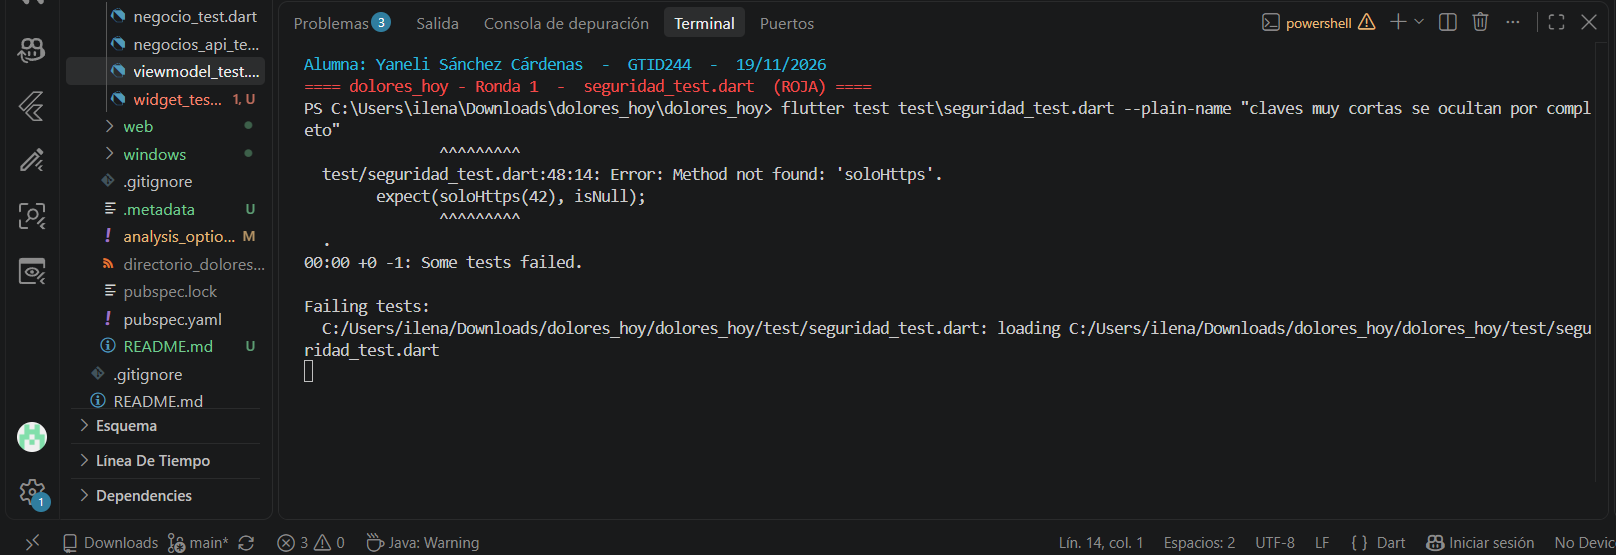 negocio_test.dart
negocios_api_te...
viewmodel_test....
widget_tes... 1, U
web
windows
.gitignore
.metadata U
analysis_optio... M
directorio_dolores...
pubspec.lock
pubspec.yaml
README.md U
.gitignore
README.md
Esquema
Línea De Tiempo
Dependencies
1
Problemas 3 Salida Consola de depuración Terminal Puertos
powershell
Alumna: Yaneli Sánchez Cárdenas - GTID244 - 19/11/2026
==== dolores_hoy - Ronda 1 - seguridad_test.dart (ROJA) ====
PS C:\Users\ilena\Downloads\dolores_hoy\dolores_hoy> flutter test test\seguridad_test.dart --plain-name "claves muy cortas se ocultan por compl
eto"
^^^^^^^^^
test/seguridad_test.dart:48:14: Error: Method not found: 'soloHttps'.
expect(soloHttps(42), isNull);
^^^^^^^^^
.
00:00 +0 -1: Some tests failed.
Failing tests:
C:/Users/ilena/Downloads/dolores_hoy/dolores_hoy/test/seguridad_test.dart: loading C:/Users/ilena/Downloads/dolores_hoy/dolores_hoy/test/segu
ridad_test.dart
Downloads main* 3 0 Java: Warning Lín. 14, col. 1 Espacios: 2 UTF-8 LF { } Dart Iniciar sesión No Devic